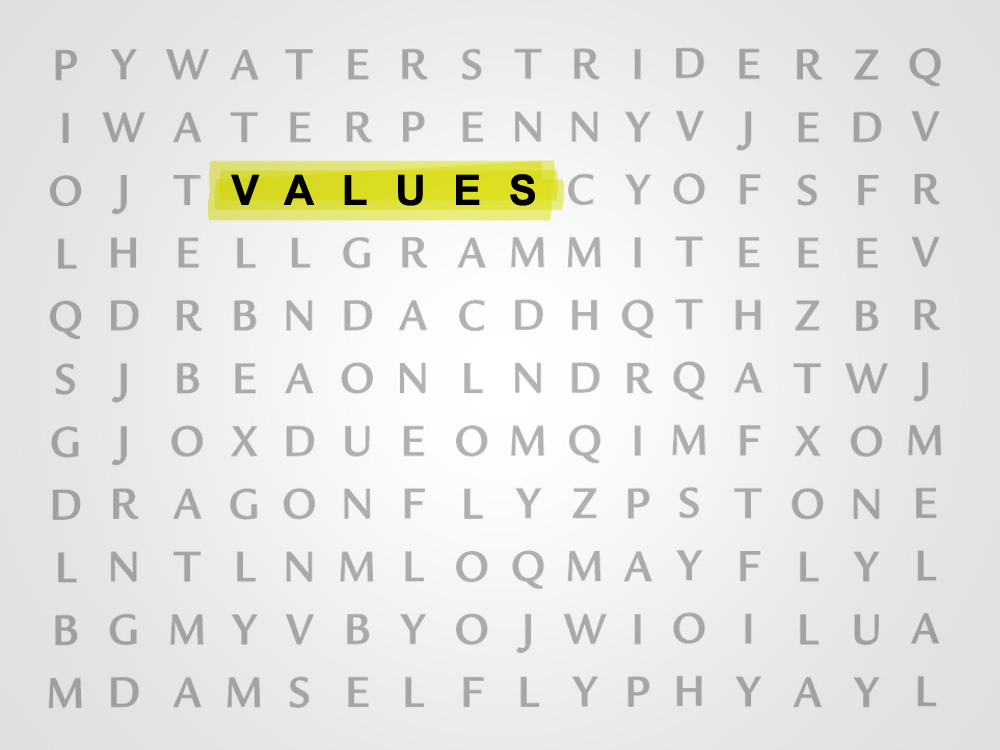 P Y W A T E R S T R I D E R Z Q
I W A T E R P E N N Y V J E D V
O J T V A L U E S C Y O F S F R
L H E L L G R A M M I T E E E V
Q D R B N D A C D H Q T H Z B R
S J B E A O N L N D R Q A T W J
G J O X D U E O M Q I M F X O M
D R A G O N F L Y Z P S T O N E
L N T L N M L O Q M A Y F L Y L
B G M Y V B Y O J W I O I L U A
M D A M S E L F L Y P H Y A Y L